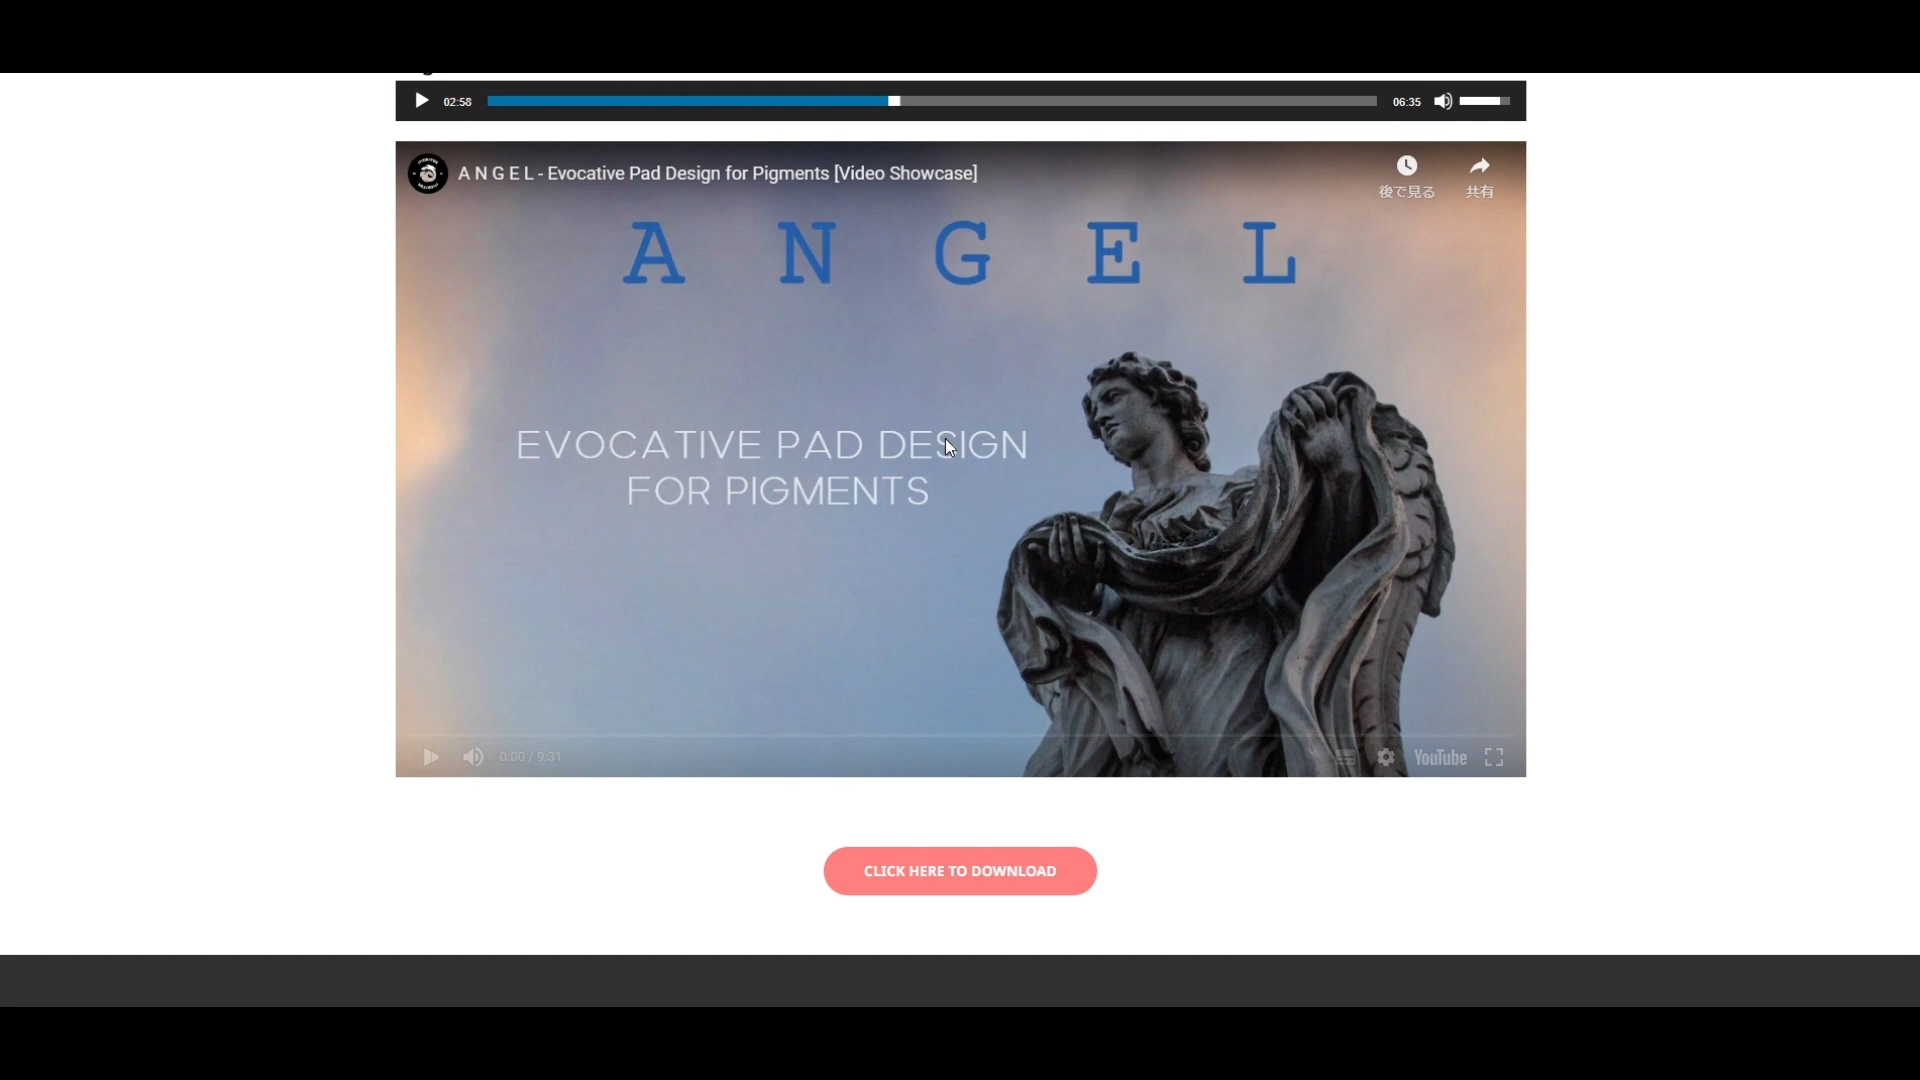 02:58
06:35
A N G E L - Evocative Pad Design for Pigments [Video Showcase]
後で見る
共有
A N G E L
EVOCATIVE PAD DESIGN
FOR PIGMENTS
0:00 / 9:31
YouTube
CLICK HERE TO DOWNLOAD